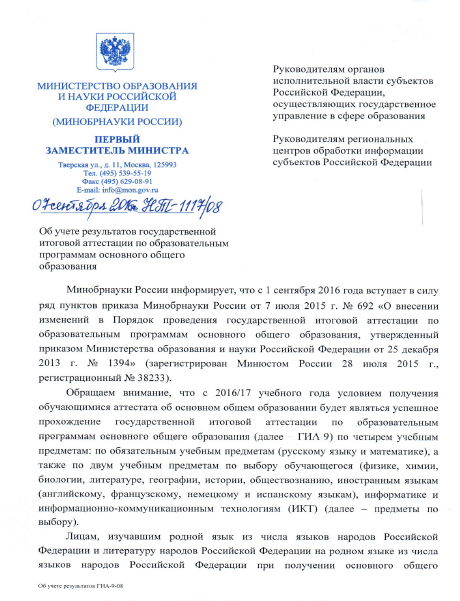 МИНИСТЕРСТВО ОБРАЗОВАНИЯ
И НАУКИ РОССИЙСКОЙ
ФЕДЕРАЦИИ
(МИНОБРНАУКИ РОССИИ)
ПЕРВЫЙ
ЗАМЕСТИТЕЛЬ МИНИСТРА
Тверская ул., д. 11, Москва, 125993
Тел. (495) 539-55-19
Факс (495) 629-08-91
E-mail: info@mon.gov.ru
07 сентября 2016г. НТ-1117/08
Руководителям органов
исполнительной власти субъектов
Российской Федерации,
осуществляющих государственное
управление в сфере образования
Руководителям региональных
центров обработки информации
субъектов Российской Федерации
Об учете результатов государственной
итоговой аттестации по образовательным
программам основного общего
образования
Минобрнауки России информирует, что с 1 сентября 2016 года вступает в силу
ряд пунктов приказа Минобрнауки России от 7 июля 2015 г. № 692 «О внесении
изменений в Порядок проведения государственной итоговой аттестации по
образовательным программам основного общего образования, утвержденный
приказом Министерства образования и науки Российской Федерации от 25 декабря
2013 г. № 1394» (зарегистрирован Минюстом России 28 июля 2015 г.,
регистрационный № 38233).
Обращаем внимание, что с 2016/17 учебного года условием получения
обучающимися аттестата об основном общем образовании будет являться успешное
прохождение государственной итоговой аттестации по образовательным
программам основного общего образования (далее – ГИА 9) по четырем учебным
предметам: по обязательным учебным предметам (русскому языку и математике), а
также по двум учебным предметам по выбору обучающегося (физике, химии,
биологии, литературе, географии, истории, обществознанию, иностранным языкам
(английскому, французскому, немецкому и испанскому языкам), информатике и
информационно-коммуникационным технологиям (ИКТ) (далее – предметы по
выбору).
Лицам, изучавшим родной язык из числа языков народов Российской
Федерации и литературу народов Российской Федерации на родном языке из числа
языков народов Российской Федерации при получении основного общего
Об учете результатов ГИА-9-08